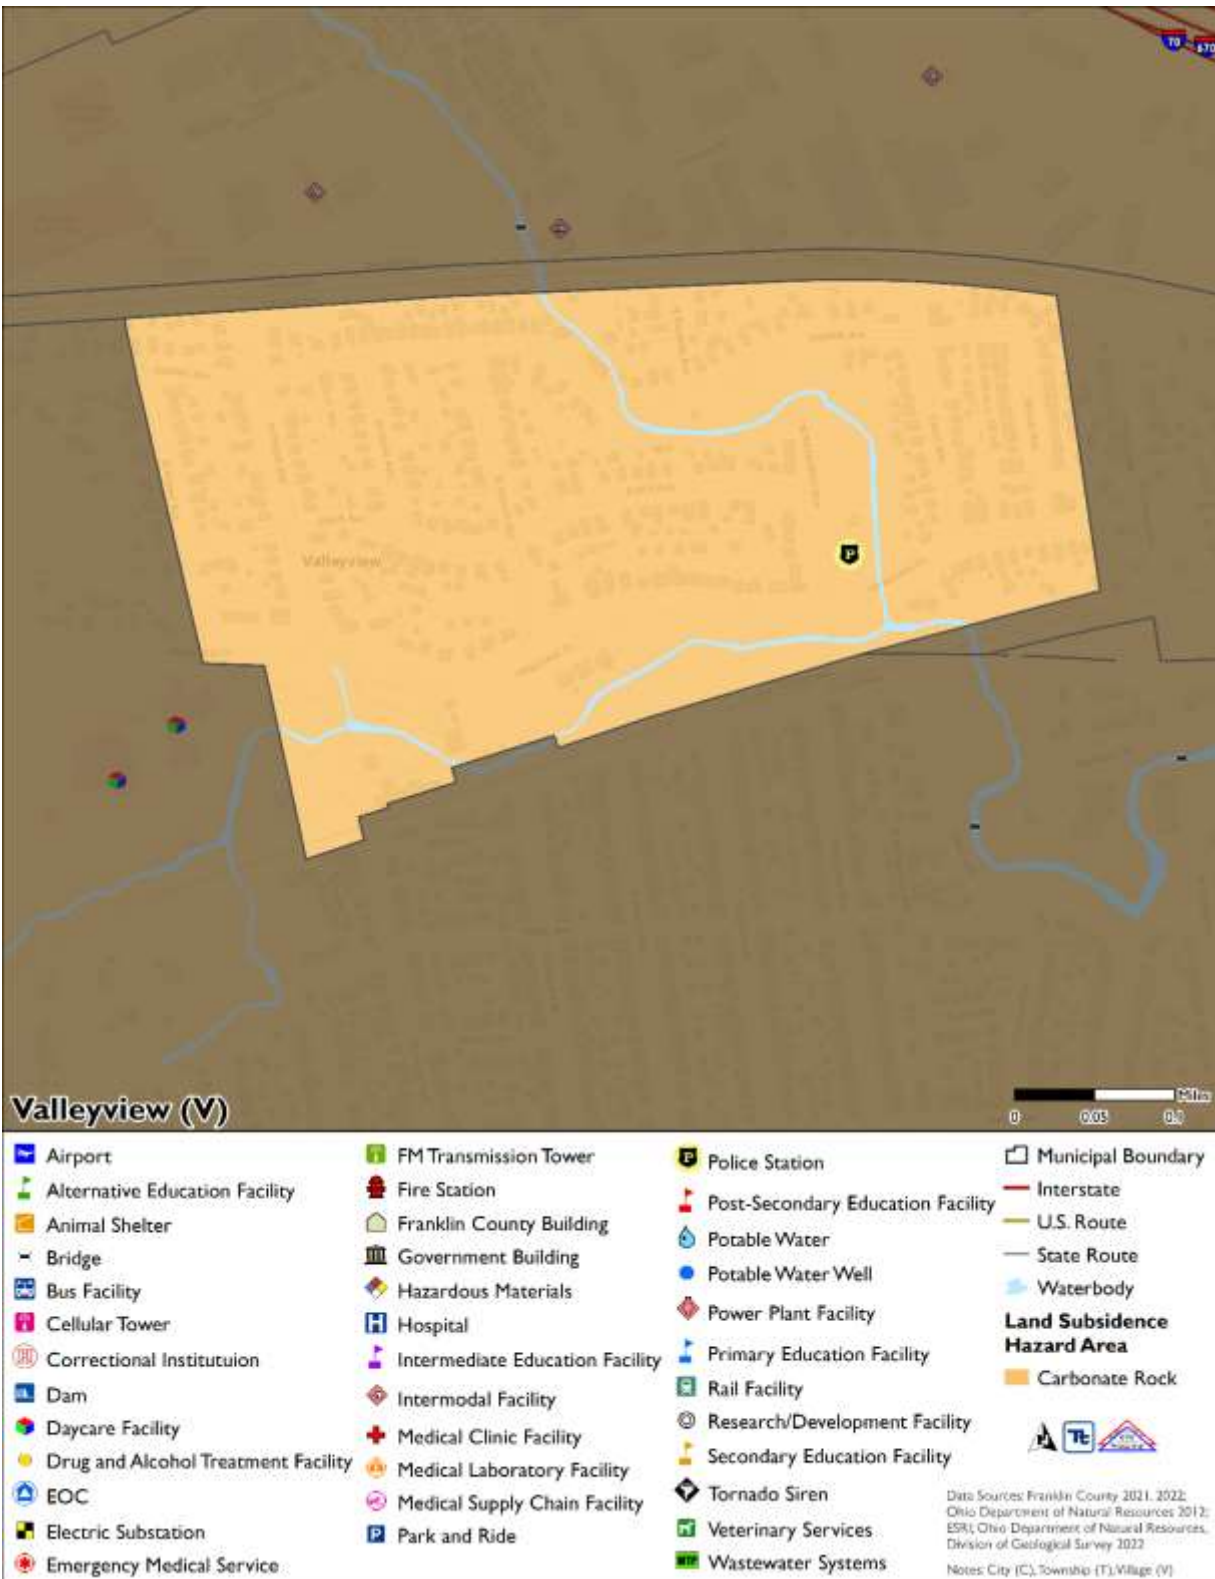 70
670
Valleyview
Valleyview (V)
Miles
0
0.05
0.1
Airport
Alternative Education Facility
Animal Shelter
Bridge
Bus Facility
Cellular Tower
Correctional Institutuion
Dam
Daycare Facility
Drug and Alcohol Treatment Facility
EOC
Electric Substation
Emergency Medical Service
FM Transmission Tower
Fire Station
Franklin County Building
Government Building
Hazardous Materials
Hospital
Intermediate Education Facility
Intermodal Facility
Medical Clinic Facility
Medical Laboratory Facility
Medical Supply Chain Facility
Park and Ride
Police Station
Post-Secondary Education Facility
Potable Water
Potable Water Well
Power Plant Facility
Primary Education Facility
Rail Facility
Research/Development Facility
Secondary Education Facility
Tornado Siren
Veterinary Services
Wastewater Systems
Municipal Boundary
Interstate
U.S. Route
State Route
Waterbody
Land Subsidence
Hazard Area
Carbonate Rock
Data Sources: Franklin County 2021, 2022;
Ohio Department of Natural Resources 2012;
ESRI; Ohio Department of Natural Resources,
Division of Geological Survey 2022
Notes: City (C), Township (T), Village (V)